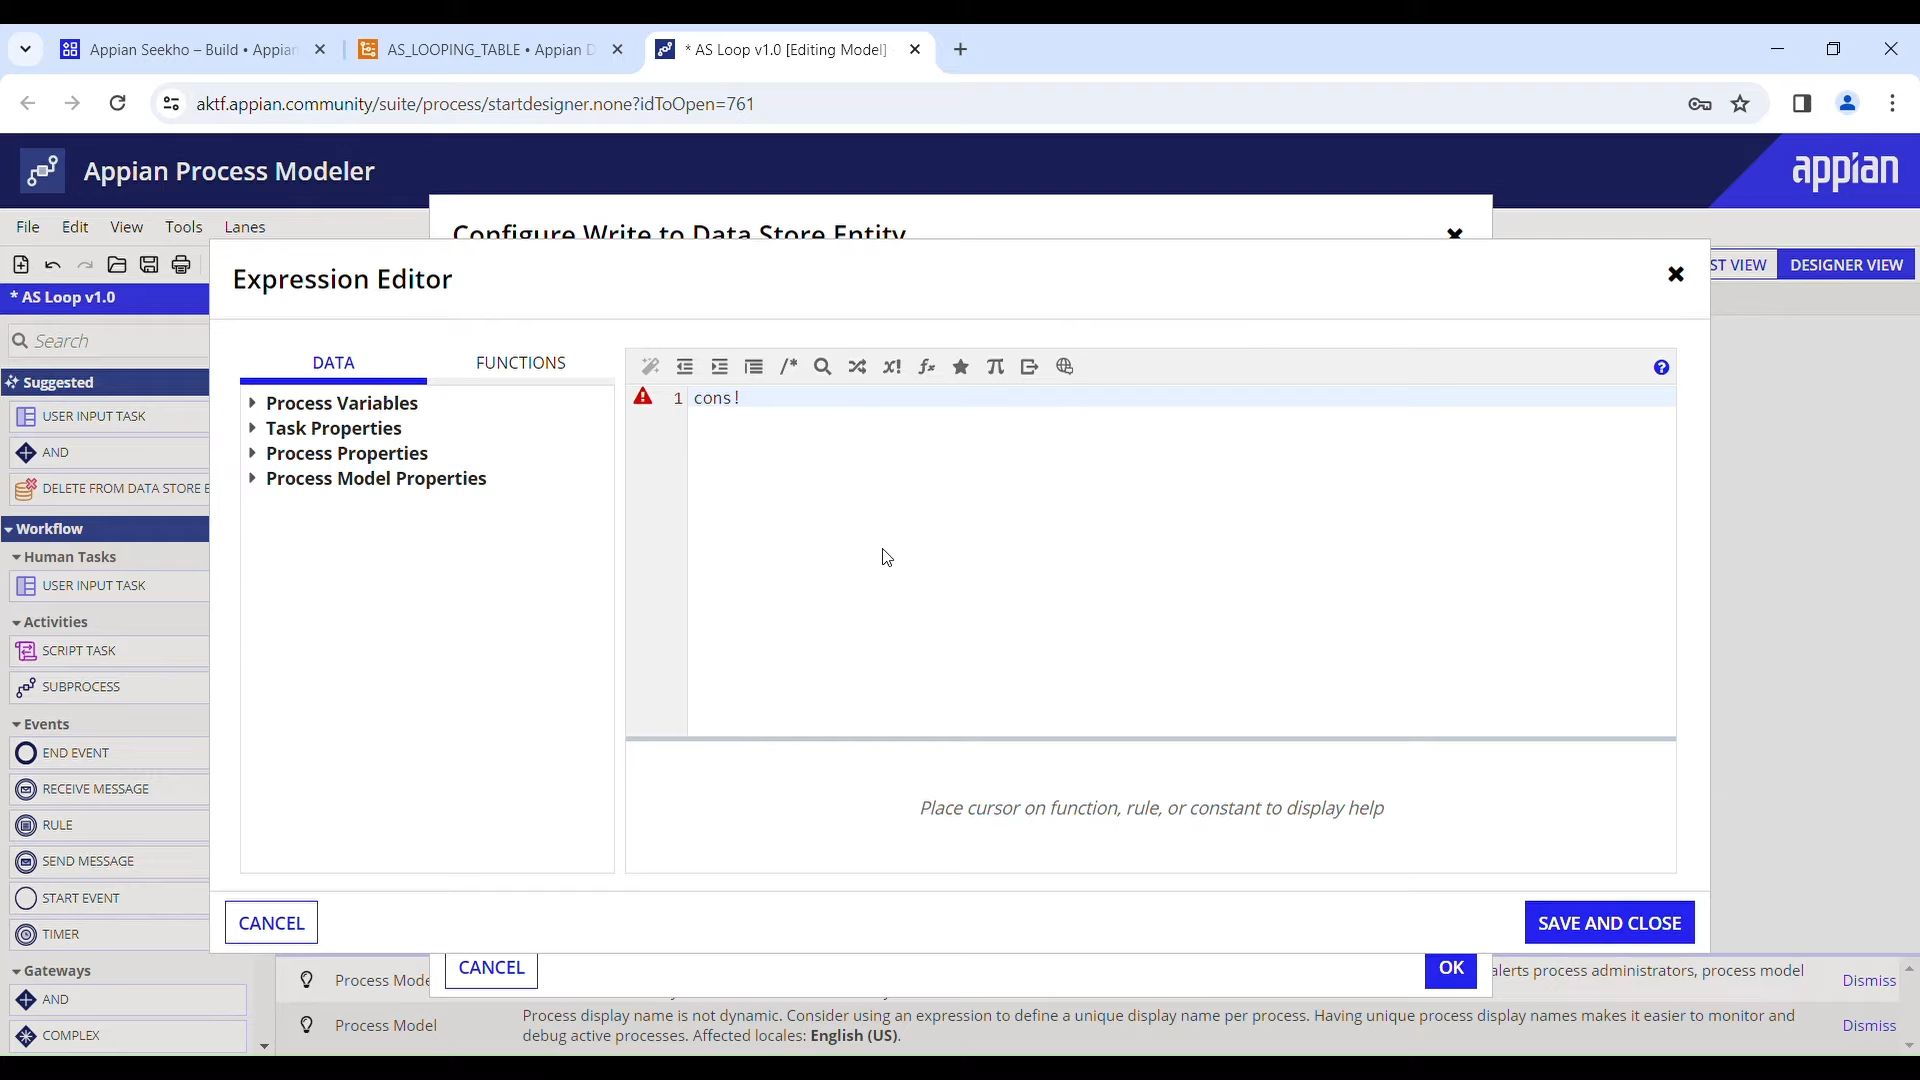 Appian Seekho – Build • Appian
AS_LOOPING_TABLE • Appian D
* AS Loop v1.0 [Editing Model]
aktf.appian.community/suite/process/startdesigner.none?idToOpen=761
Appian Process Modeler
appian
File Edit View Tools Lanes
Configure Write to Data Store Entity
ST VIEW
DESIGNER VIEW
* AS Loop v1.0
Expression Editor
Search
DATA
FUNCTIONS
Suggested
USER INPUT TASK
AND
DELETE FROM DATA STORE E
Process Variables
Task Properties
Process Properties
Process Model Properties
/*
x!
fx
π
?
1 cons!
Workflow
Human Tasks
USER INPUT TASK
Activities
SCRIPT TASK
SUBPROCESS
Events
END EVENT
RECEIVE MESSAGE
RULE
SEND MESSAGE
START EVENT
TIMER
Gateways
AND
COMPLEX
Place cursor on function, rule, or constant to display help
CANCEL
SAVE AND CLOSE
CANCEL
OK
Process Mode
alerts process administrators, process model
Dismiss
Process Model
Process display name is not dynamic. Consider using an expression to define a unique display name per process. Having unique process display names makes it easier to monitor and
debug active processes. Affected locales: English (US).
Dismiss